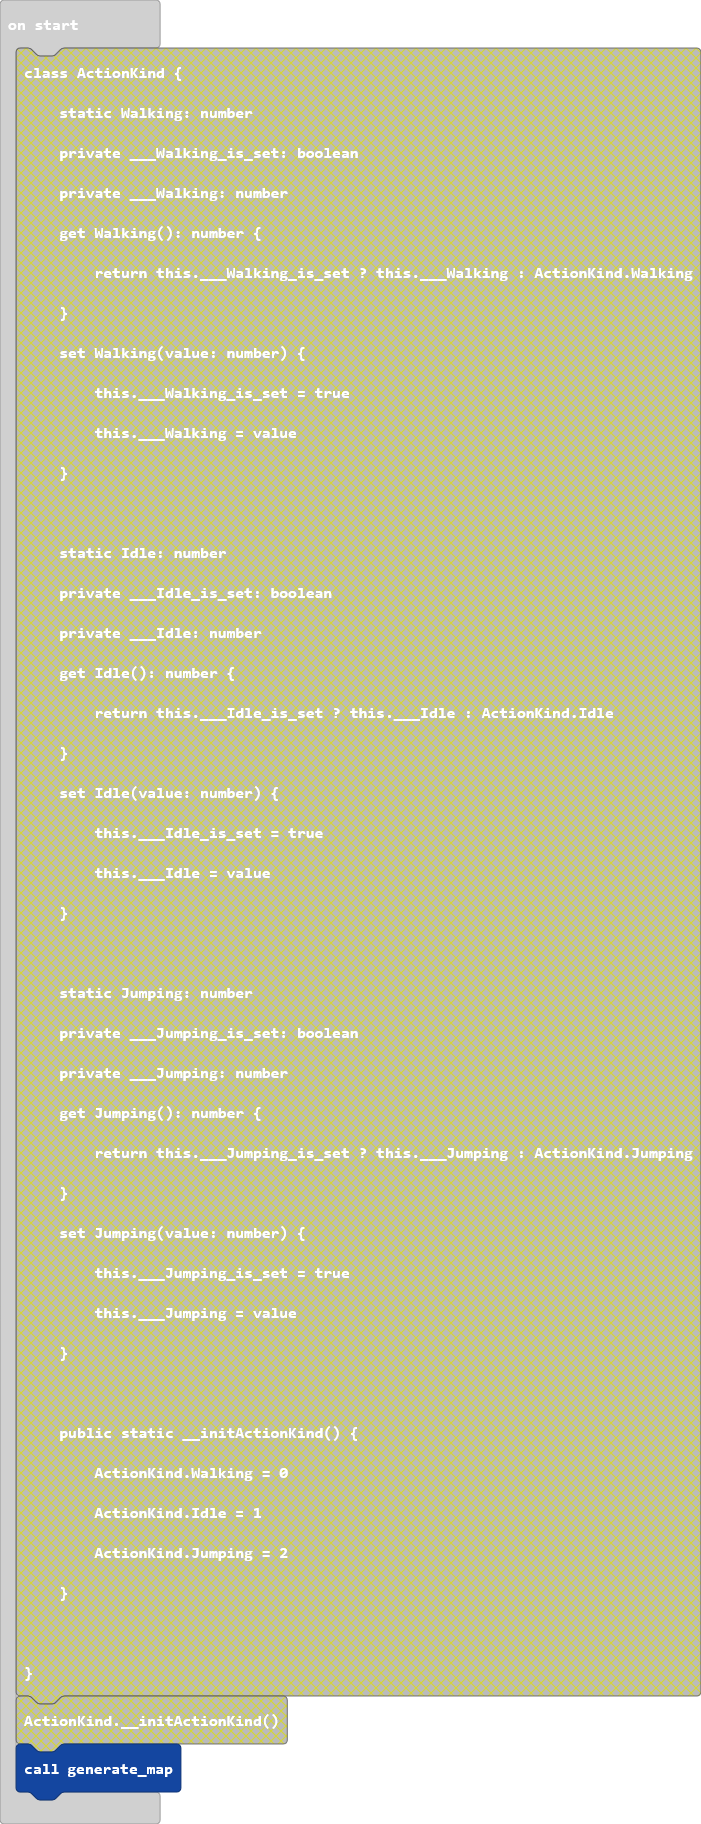 on start
class ActionKind {
static Walking: number
private ___Walking_is_set: boolean
private ___Walking: number
get Walking(): number {
return this.___Walking_is_set ? this.___Walking : ActionKind.Walking
}
set Walking(value: number) {
this.___Walking_is_set = true
this.___Walking = value
}
static Idle: number
private ___Idle_is_set: boolean
private ___Idle: number
get Idle(): number {
return this.___Idle_is_set ? this.___Idle : ActionKind.Idle
}
set Idle(value: number) {
this.___Idle_is_set = true
this.___Idle = value
}
static Jumping: number
private ___Jumping_is_set: boolean
private ___Jumping: number
get Jumping(): number {
return this.___Jumping_is_set ? this.___Jumping : ActionKind.Jumping
}
set Jumping(value: number) {
this.___Jumping_is_set = true
this.___Jumping = value
}
public static __initActionKind() {
ActionKind.Walking = 0
ActionKind.Idle = 1
ActionKind.Jumping = 2
}
}
ActionKind.__initActionKind()
call generate_map